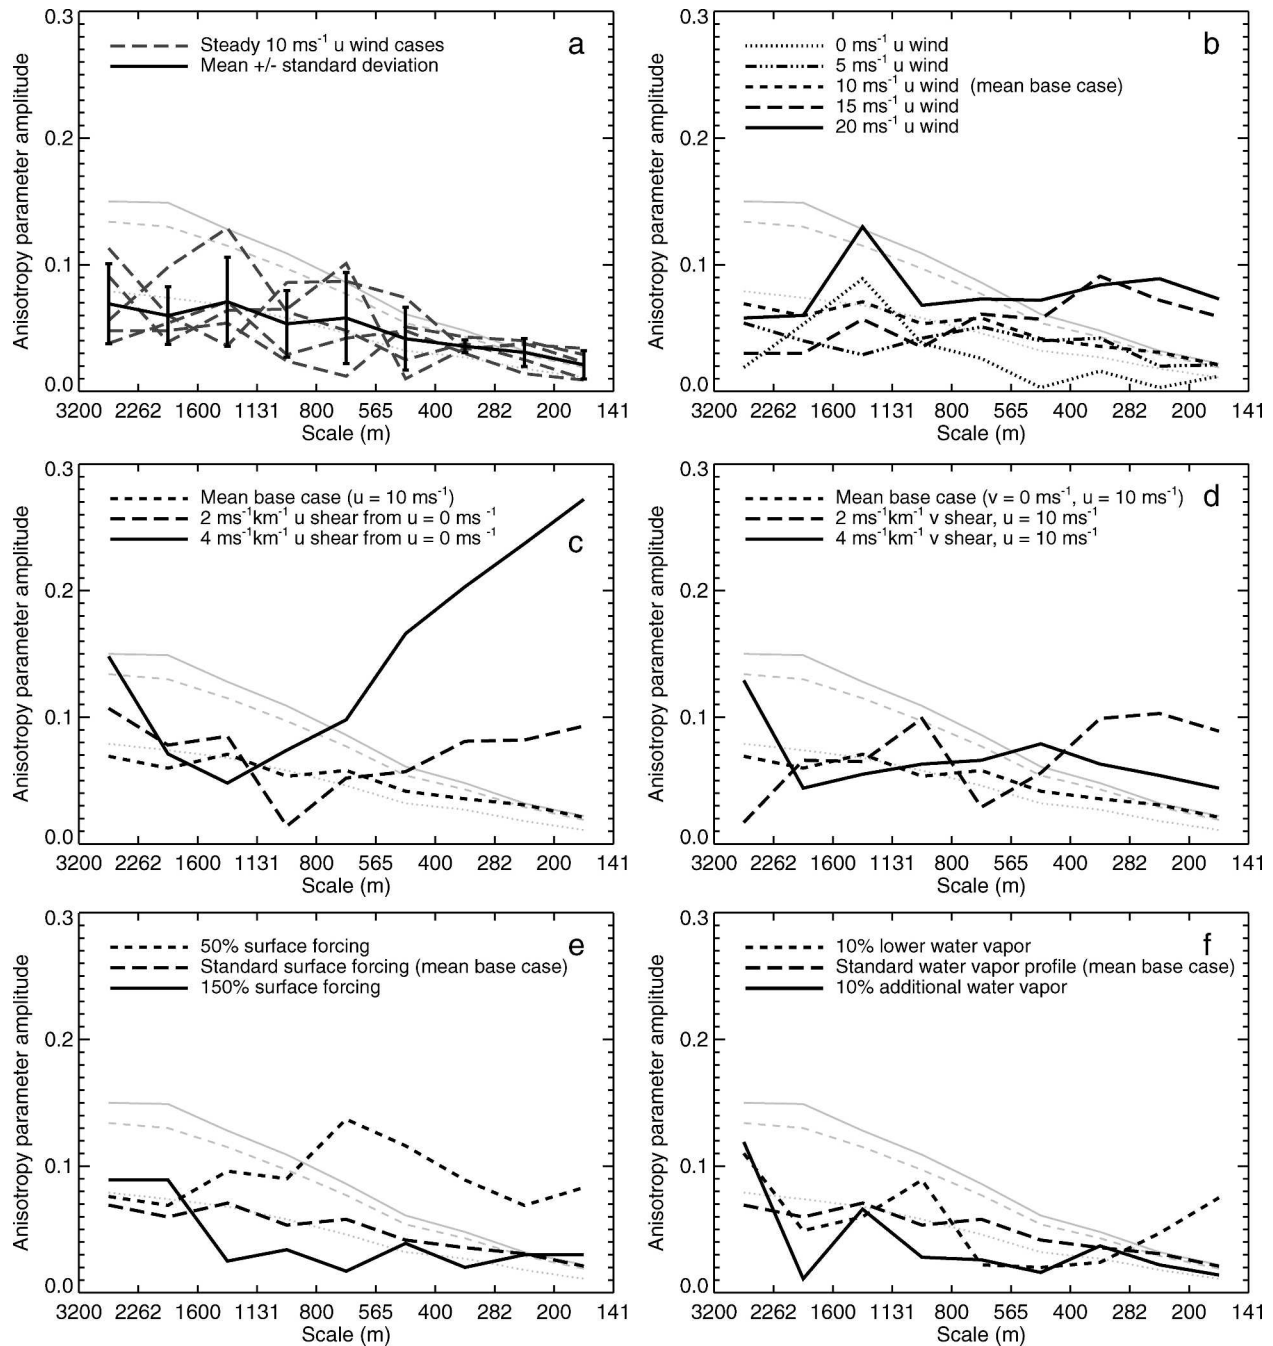 a
Steady 10 ms-1 u wind cases
Mean +/- standard deviation
Anisotropy parameter amplitude
0.3
0.2
0.1
0.0
3200 2262 1600 1131 800 565 400 282 200 141
Scale (m)
b
0 ms-1 u wind
5 ms-1 u wind
10 ms-1 u wind (mean base case)
15 ms-1 u wind
20 ms-1 u wind
Anisotropy parameter amplitude
0.3
0.2
0.1
0.0
3200 2262 1600 1131 800 565 400 282 200 141
Scale (m)
c
Mean base case (u = 10 ms-1)
2 ms-1km-1 u shear from u = 0 ms -1
4 ms-1km-1 u shear from u = 0 ms -1
Anisotropy parameter amplitude
0.3
0.2
0.1
0.0
3200 2262 1600 1131 800 565 400 282 200 141
Scale (m)
d
Mean base case (v = 0 ms-1, u = 10 ms-1)
2 ms-1km-1 v shear, u = 10 ms-1
4 ms-1km-1 v shear, u = 10 ms-1
Anisotropy parameter amplitude
0.3
0.2
0.1
0.0
3200 2262 1600 1131 800 565 400 282 200 141
Scale (m)
e
50% surface forcing
Standard surface forcing (mean base case)
150% surface forcing
Anisotropy parameter amplitude
0.3
0.2
0.1
0.0
3200 2262 1600 1131 800 565 400 282 200 141
Scale (m)
f
10% lower water vapor
Standard water vapor profile (mean base case)
10% additional water vapor
Anisotropy parameter amplitude
0.3
0.2
0.1
0.0
3200 2262 1600 1131 800 565 400 282 200 141
Scale (m)